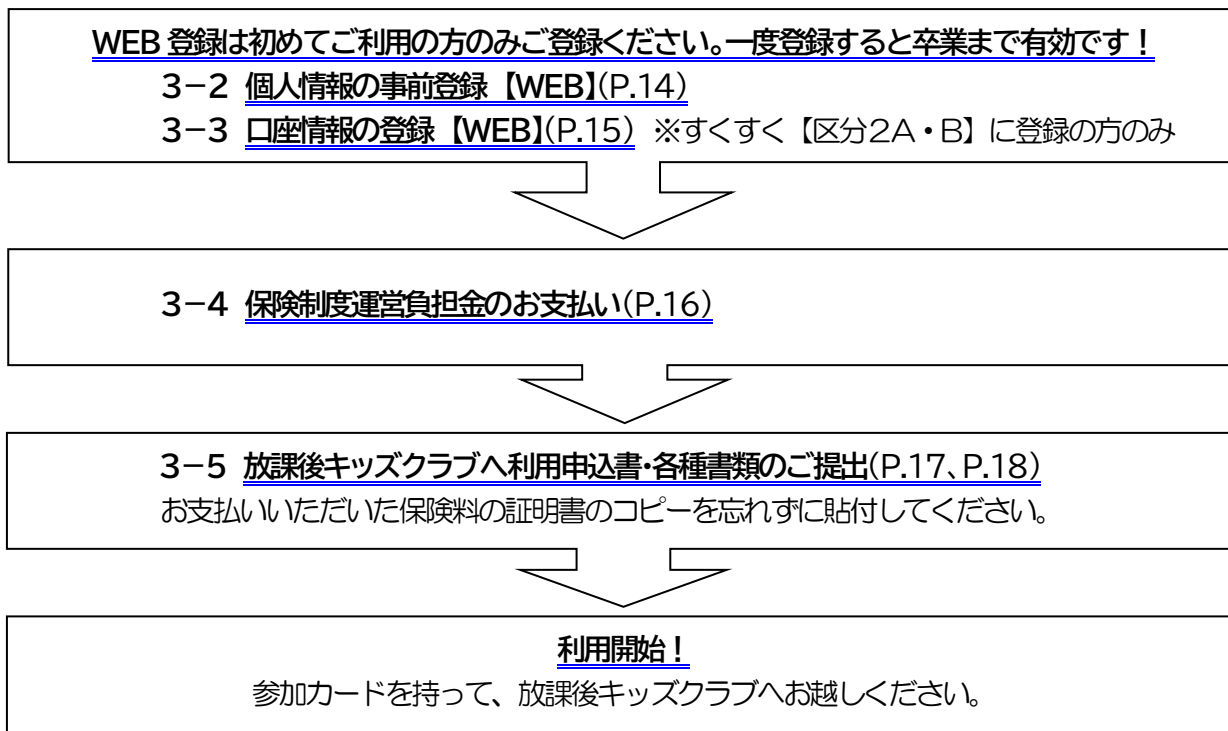 WEB登録は初めてご利用の方のみご登録ください。一度登録すると卒業まで有効です！
3－2 個人情報の事前登録【WEB】(P.14)
3－3 口座情報の登録【WEB】(P.15) ※すくすく【区分2A・B】に登録の方のみ
3－4 保険制度運営負担金のお支払い(P.16)
3－5 放課後キッズクラブへ利用申込書・各種書類のご提出(P.17、P.18)
お支払いいただいた保険料の証明書のコピーを忘れずに貼付してください。
利用開始！
参加カードを持って、放課後キッズクラブへお越しください。